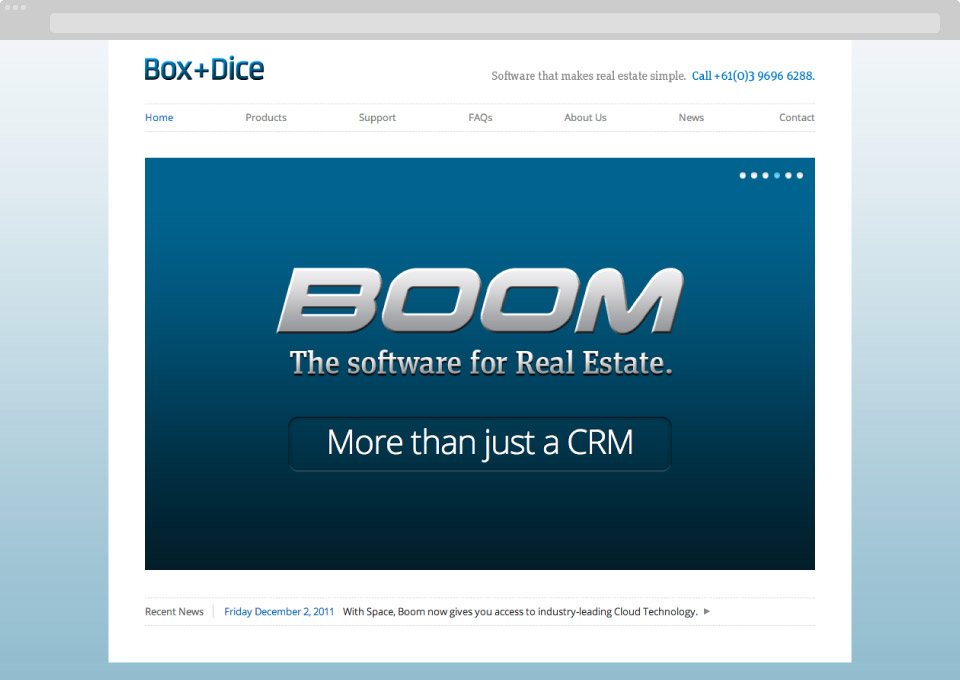 Box+Dice
Software that makes real estate simple. Call +61(0)3 9696 6288.
Home Products Support FAQs About Us News Contact
BOOM
The software for Real Estate.
More than just a CRM
Recent News Friday December 2, 2011 With Space, Boom now gives you access to industry-leading Cloud Technology.